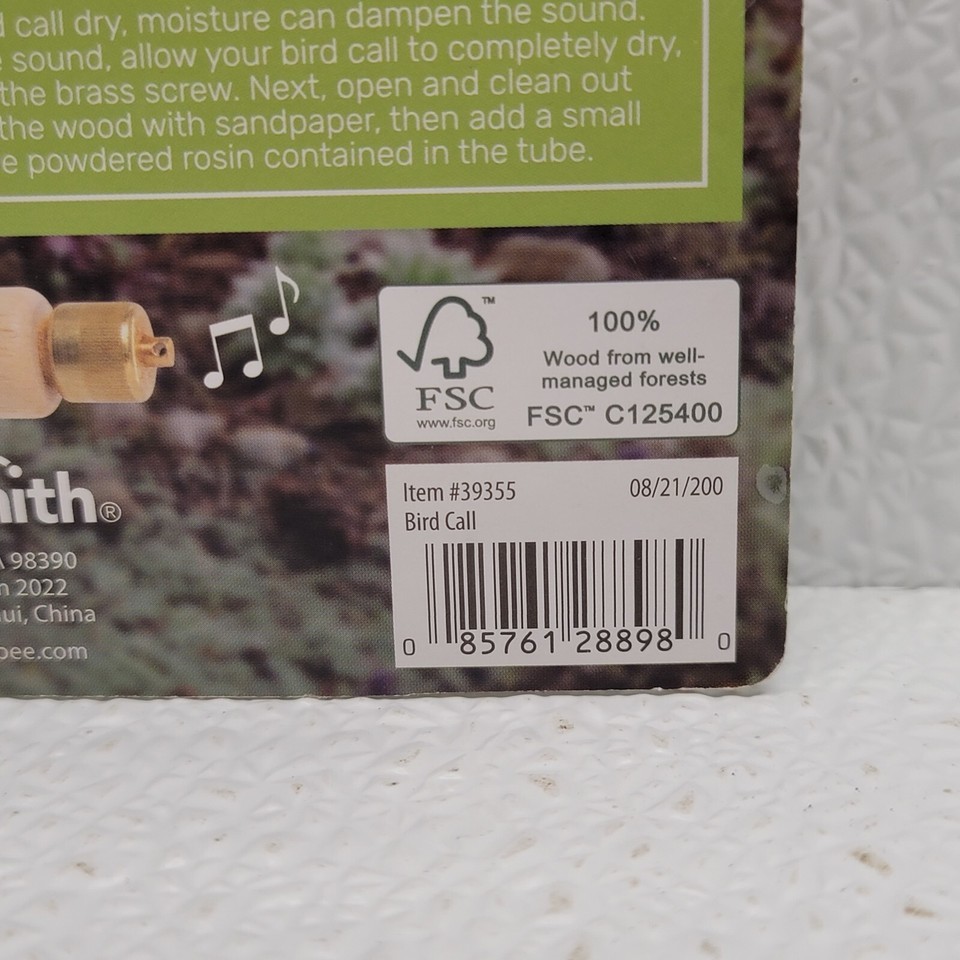 call dry, moisture can dampen the sound.
sound, allow your bird call to completely dry,
the brass screw. Next, open and clean out
the wood with sandpaper, then add a small
powdered rosin contained in the tube.
™
FSC
www.fsc.org
100%
Wood from well-
managed forests
FSC™ C125400
ith®
98390
2022
ui, China
bee.com
Item #39355 08/21/200
Bird Call
0 85761 28898 0